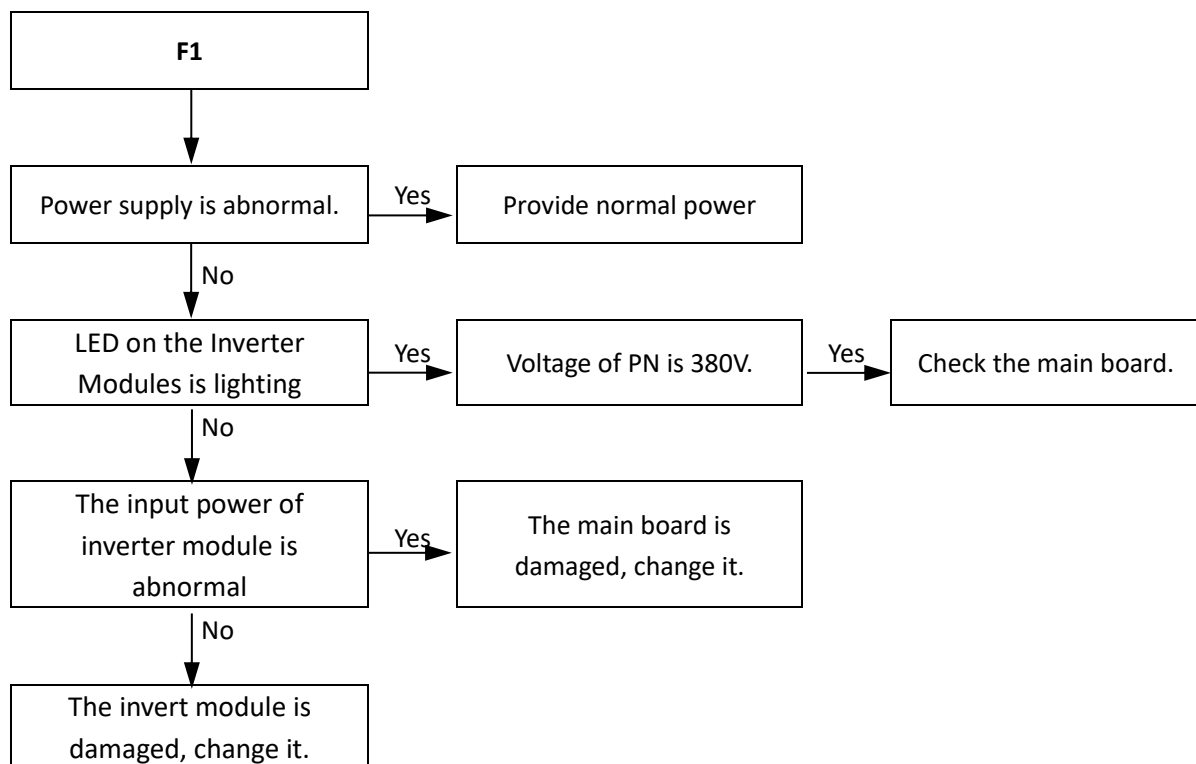 F1
Power supply is abnormal.
Yes
Provide normal power
No
LED on the Inverter
Modules is lighting
Yes
Voltage of PN is 380V.
Yes
Check the main board.
No
The input power of
inverter module is
abnormal
Yes
The main board is
damaged, change it.
No
The invert module is
damaged, change it.